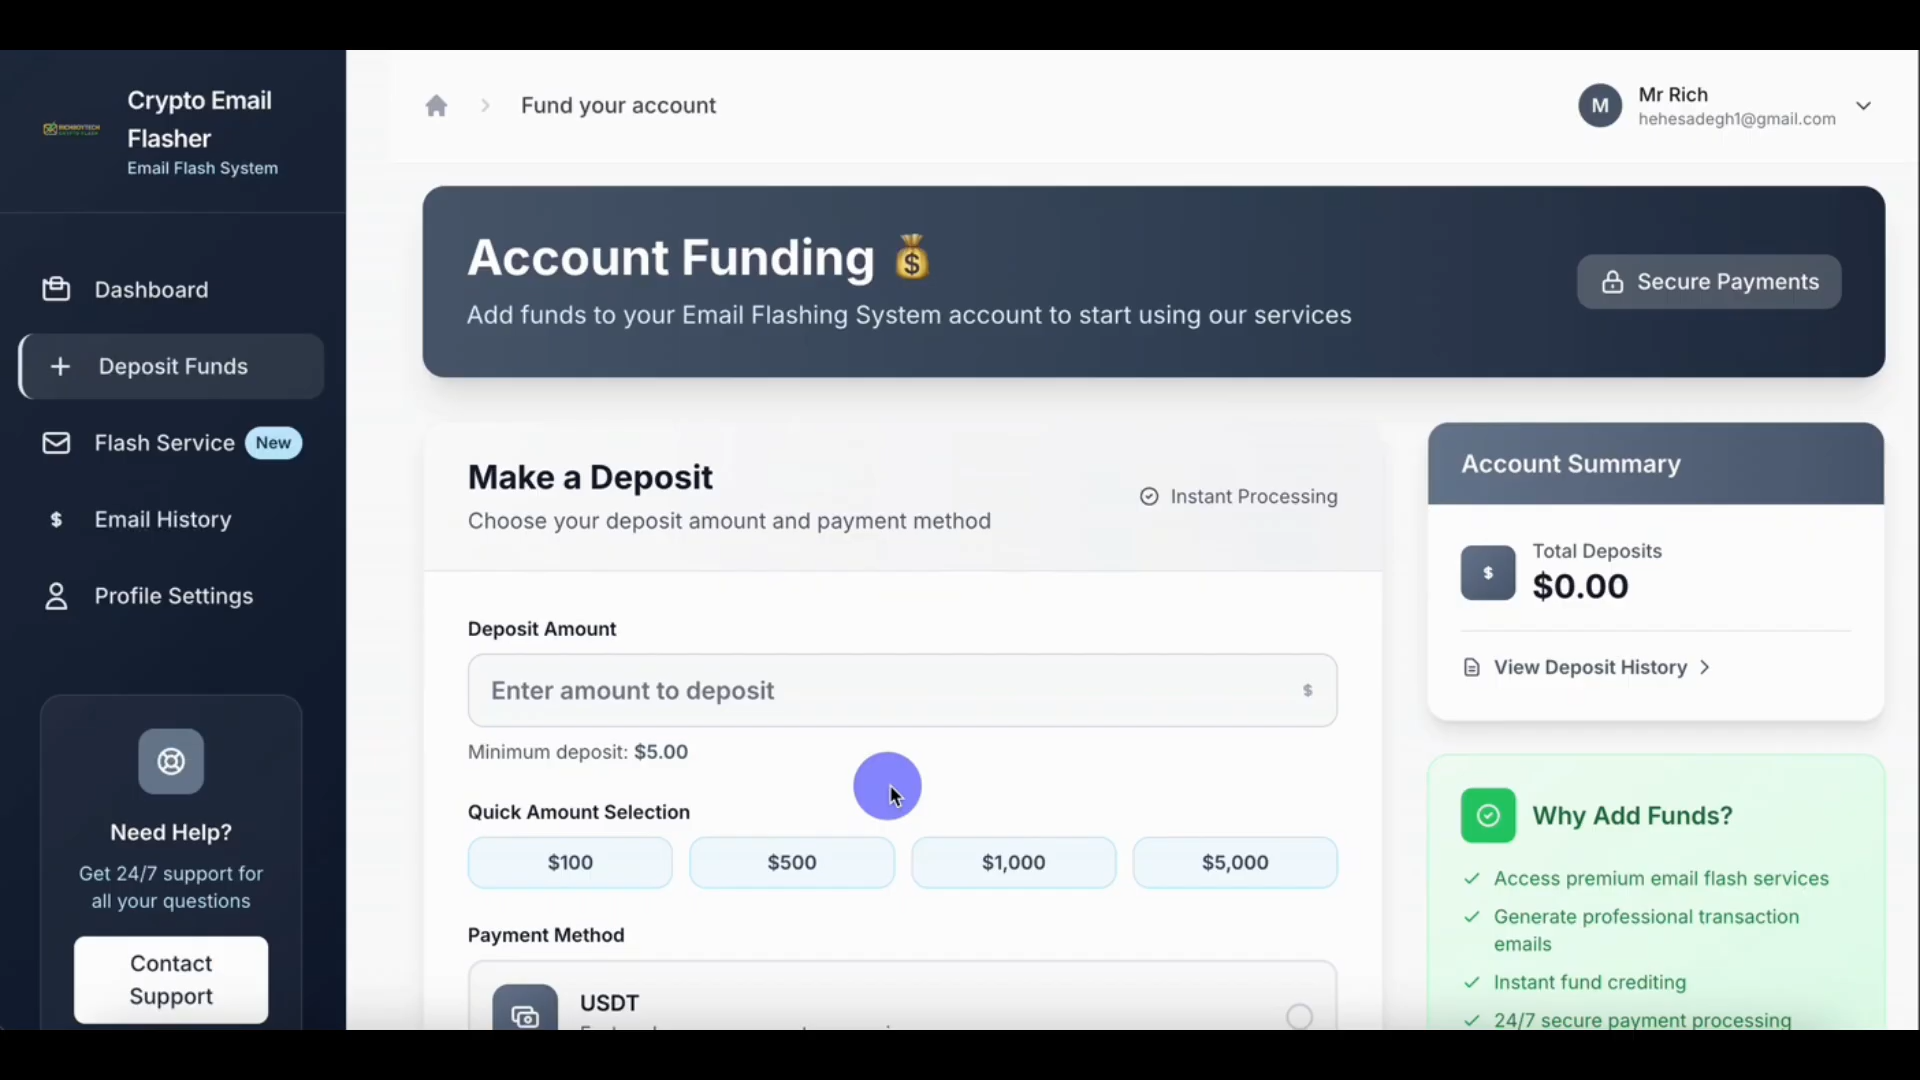 Crypto Email
Flasher
Email Flash System
Dashboard
Deposit Funds
Flash Service New
Email History
Profile Settings
Need Help?
Get 24/7 support for
all your questions
Contact
Support
Fund your account
M
Mr Rich
hehesadegh1@gmail.com
Account Funding
Add funds to your Email Flashing System account to start using our services
Secure Payments
Make a Deposit
Choose your deposit amount and payment method
Instant Processing
Deposit Amount
Enter amount to deposit $
Minimum deposit: $5.00
Quick Amount Selection
$100 $500 $1,000 $5,000
Payment Method
USDT
Account Summary
$
Total Deposits
$0.00
View Deposit History
Why Add Funds?
Access premium email flash services
Generate professional transaction
emails
Instant fund crediting
24/7 secure payment processing